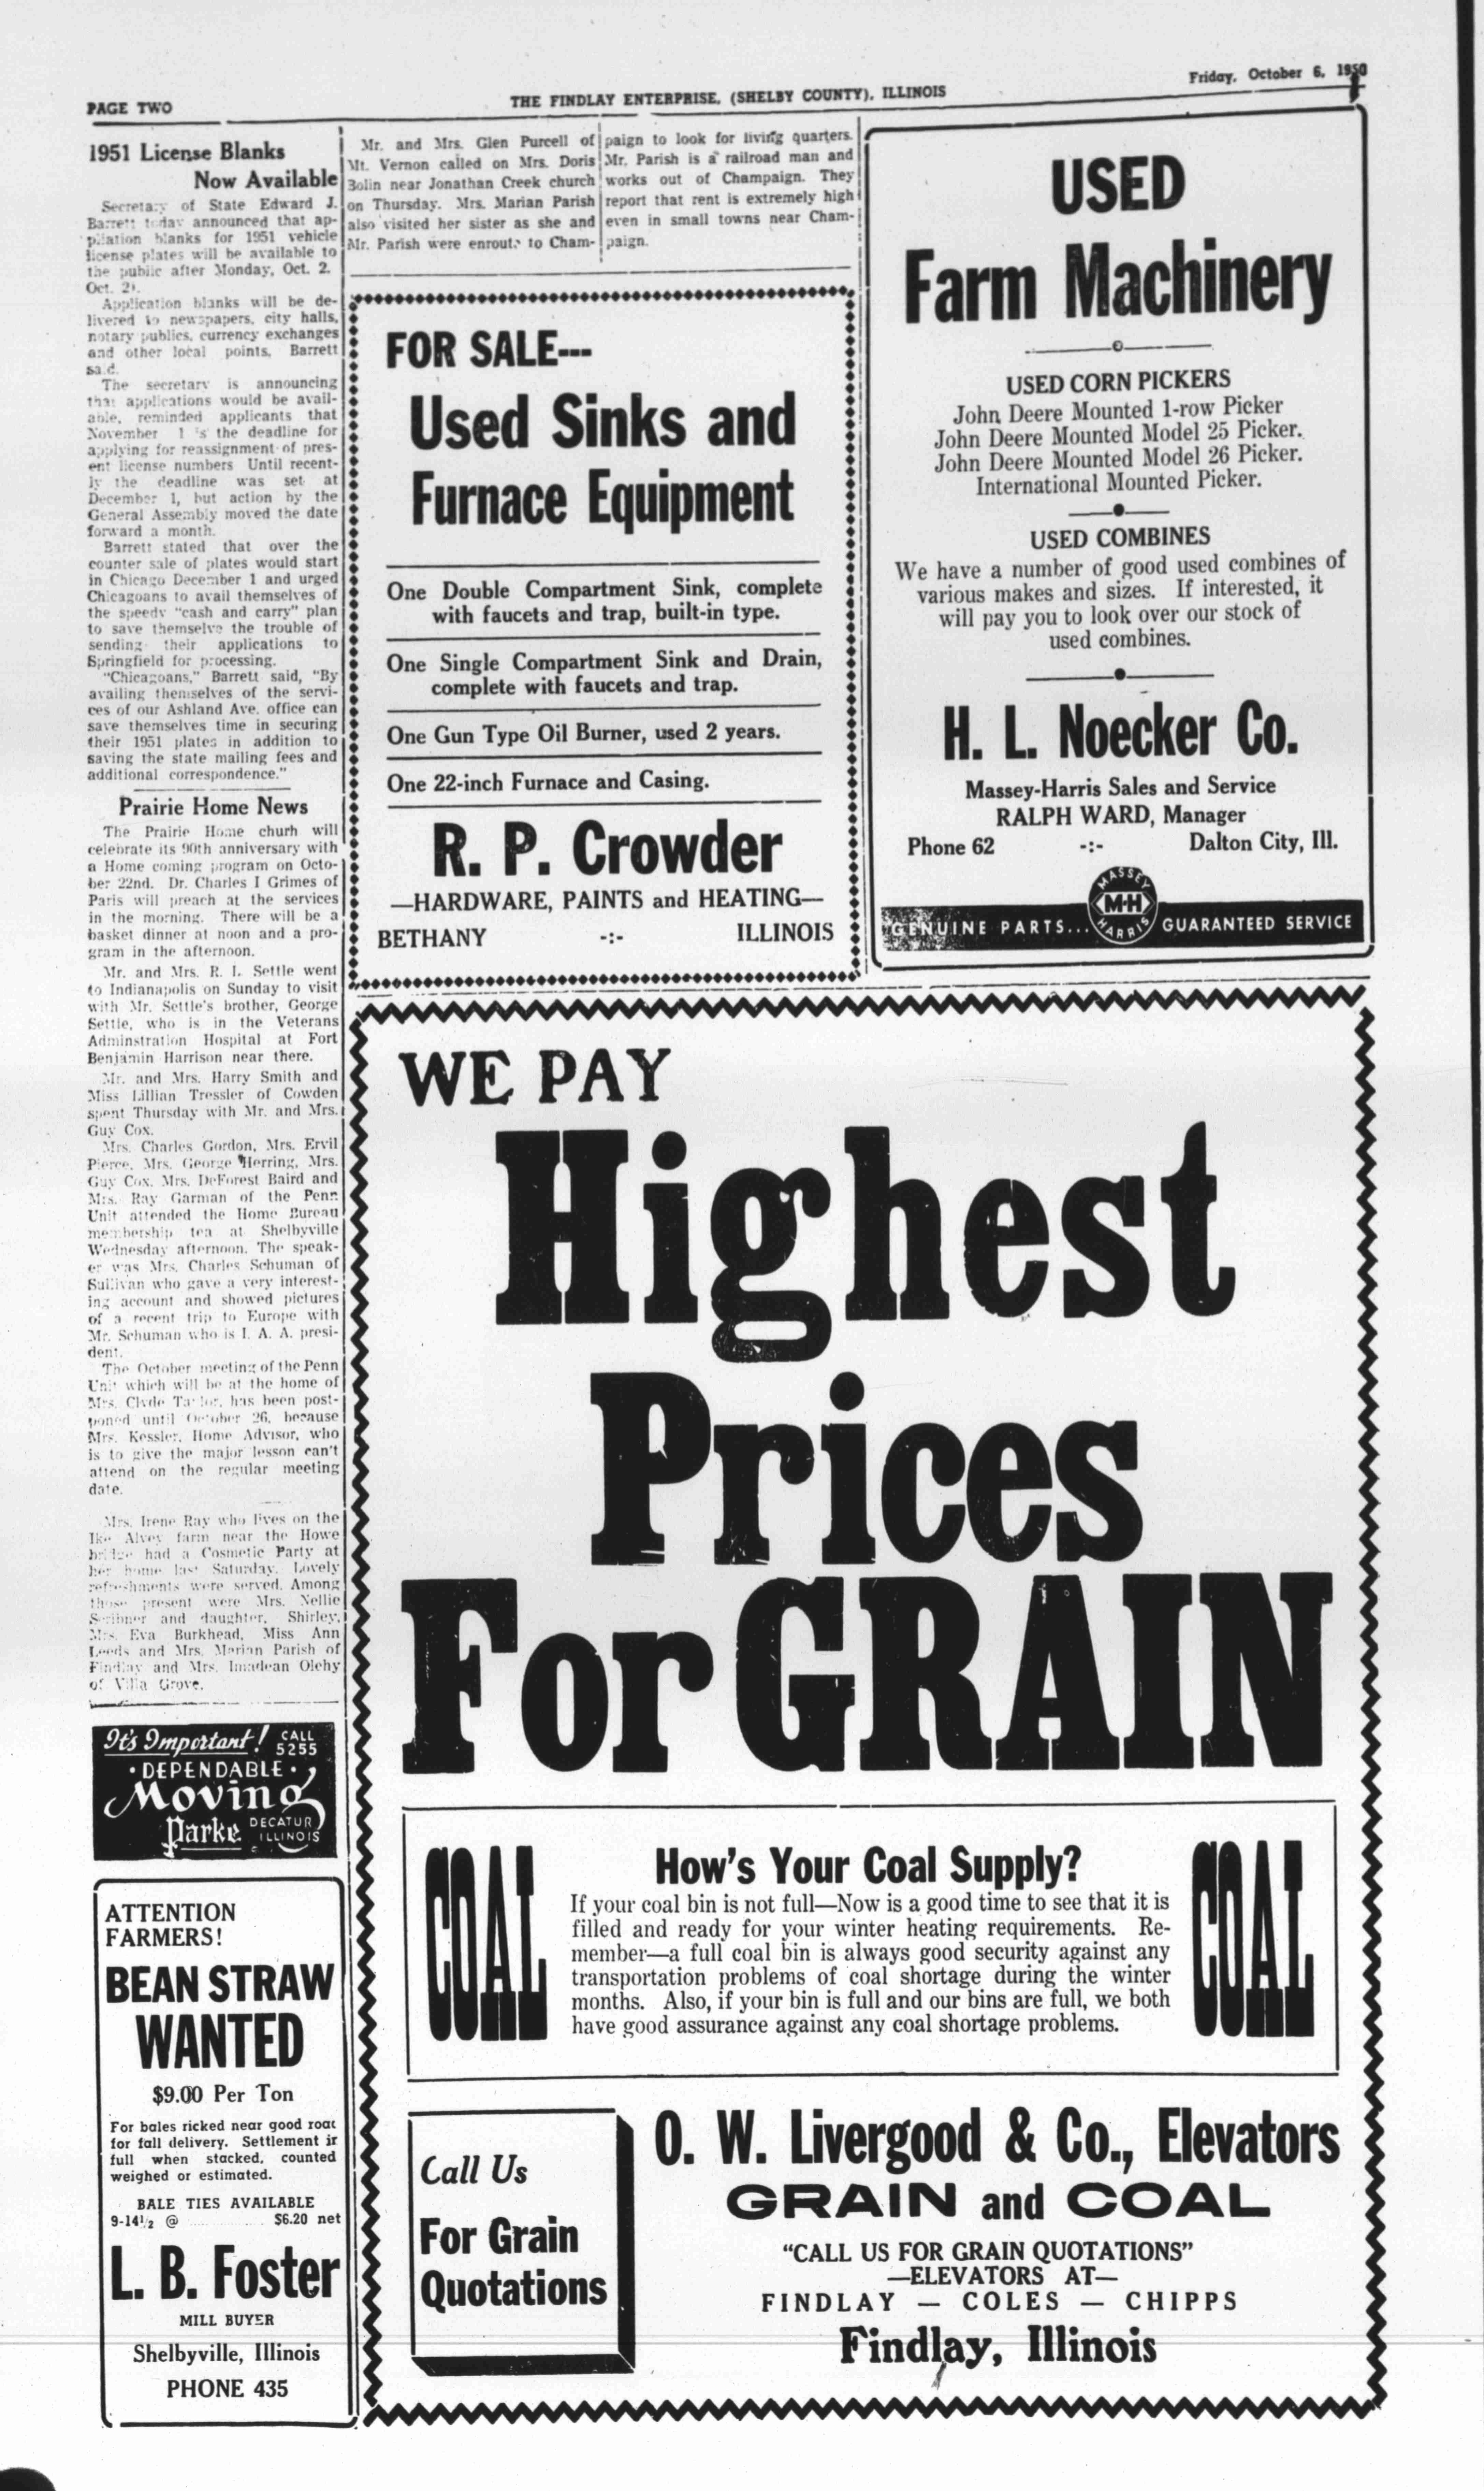 PAGE TWO
THE FINDLAY ENTERPRISE, (SHELBY COUNTY), ILLINOIS
Friday, October 6, 1950
1951 License Blanks
Now Available
Secretary of State Edward J.
Barrett today announced that ap-
pliation blanks for 1951 vehicle
license plates will be available to
the public after Monday, Oct. 2.
Oct. 2).
Application blanks will be de-
livered to newspapers, city halls,
notary publics, currency exchanges
and other local points, Barrett
said.
The secretary is announcing
that applications would be avail-
able, reminded applicants that
November 1 is the deadline for
applying for reassignment of pres-
ent license numbers Until recent-
ly the deadline was set at
December 1, but action by the
General Assembly moved the date
forward a month.
Barrett stated that over the
counter sale of plates would start
in Chicago December 1 and urged
Chicagoans to avail themselves of
the speedy "cash and carry" plan
to save themselve the trouble of
sending their applications to
Springfield for processing.
"Chicagoans," Barrett said, "By
availing themselves of the servi-
ces of our Ashland Ave. office can
save themselves time in securing
their 1951 plates in addition to
saving the state mailing fees and
additional correspondence."
Prairie Home News
The Prairie Home churh will
celebrate its 90th anniversary with
a Home coming program on Octo-
ber 22nd. Dr. Charles I Grimes of
Paris will preach at the services
in the morning. There will be a
basket dinner at noon and a pro-
gram in the afternoon.
Mr. and Mrs. R. I. Settle went
to Indianapolis on Sunday to visit
with Mr. Settle's brother, George
Settle, who is in the Veterans
Adminstration Hospital at Fort
Benjamin Harrison near there.
Mr. and Mrs. Harry Smith and
Miss Lillian Tressler of Cowden
spent Thursday with Mr. and Mrs.
Guy Cox.
Mrs. Charles Gordon, Mrs. Ervil
Pierce, Mrs. George Herring, Mrs.
Guy Cox, Mrs. DeForest Baird and
Mrs. Ray Garman of the Penn
Unit attended the Home Bureau
membership tea at Shelbyville
Wednesday afternoon. The speak-
er was Mrs. Charles Schuman of
Sullivan who gave a very interest-
ing account and showed pictures
of a recent trip to Europe with
Mr. Schuman who is I. A. A. presi-
dent.
The October meeting of the Penn
Unit which will be at the home of
Mrs. Clyde Taylor, has been post-
poned until October 26, because
Mrs. Kessler, Home Advisor, who
is to give the major lesson can't
attend on the regular meeting
date.
Mrs. Irene Ray who lives on the
Ike Alvey farm near the Howe
bridge had a Cosmetic Party at
her home last Saturday. Lovely
refreshments were served. Among
those present were Mrs. Nellie
Scribner and daughter, Shirley,
Mrs. Eva Burkhead, Miss Ann
Leeds and Mrs. Marian Parish of
Findlay and Mrs. Imadean Olehy
of Villa Grove.
It's Important! CALL
5255
• DEPENDABLE •
Moving
Parke DECATUR
ILLINOIS
ATTENTION
FARMERS!
BEAN STRAW
WANTED
$9.00 Per Ton
For bales ricked near good road
for fall delivery. Settlement in
full when stacked, counted
weighed or estimated.
BALE TIES AVAILABLE
9-14½ @ $6.20 net
L. B. Foster
MILL BUYER
Shelbyville, Illinois
PHONE 435
Mr. and Mrs. Glen Purcell of
Mt. Vernon called on Mrs. Doris
Bolin near Jonathan Creek church
on Thursday. Mrs. Marian Parish
also visited her sister as she and
Mr. Parish were enroute to Cham-
paign to look for living quarters.
Mr. Parish is a railroad man and
works out of Champaign. They
report that rent is extremely high
even in small towns near Cham-
paign.
FOR SALE---
Used Sinks and
Furnace Equipment
One Double Compartment Sink, complete
with faucets and trap, built-in type.
One Single Compartment Sink and Drain,
complete with faucets and trap.
One Gun Type Oil Burner, used 2 years.
One 22-inch Furnace and Casing.
R. P. Crowder
—HARDWARE, PAINTS and HEATING—
BETHANY -:- ILLINOIS
USED
Farm Machinery
USED CORN PICKERS
John Deere Mounted 1-row Picker
John Deere Mounted Model 25 Picker.
John Deere Mounted Model 26 Picker.
International Mounted Picker.
USED COMBINES
We have a number of good used combines of
various makes and sizes. If interested, it
will pay you to look over our stock of
used combines.
H. L. Noecker Co.
Massey-Harris Sales and Service
RALPH WARD, Manager
Phone 62 -:- Dalton City, Ill.
MASSEY
M-H
HARRIS
GENUINE PARTS... GUARANTEED SERVICE
WE PAY
Highest
Prices
For GRAIN
COAL
How's Your Coal Supply?
If your coal bin is not full—Now is a good time to see that it is
filled and ready for your winter heating requirements. Re-
member—a full coal bin is always good security against any
transportation problems of coal shortage during the winter
months. Also, if your bin is full and our bins are full, we both
have good assurance against any coal shortage problems.
COAL
Call Us
For Grain
Quotations
O. W. Livergood & Co., Elevators
GRAIN and COAL
"CALL US FOR GRAIN QUOTATIONS"
—ELEVATORS AT—
FINDLAY — COLES — CHIPPS
Findlay, Illinois